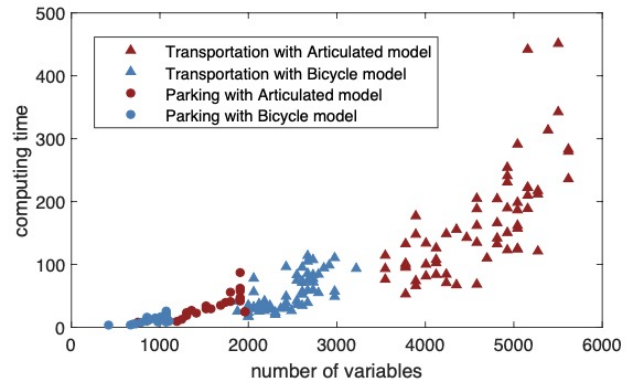 500
400
300
200
100
0
computing time
Transportation with Articulated model
Transportation with Bicycle model
Parking with Articulated model
Parking with Bicycle model
0 1000 2000 3000 4000 5000 6000
number of variables